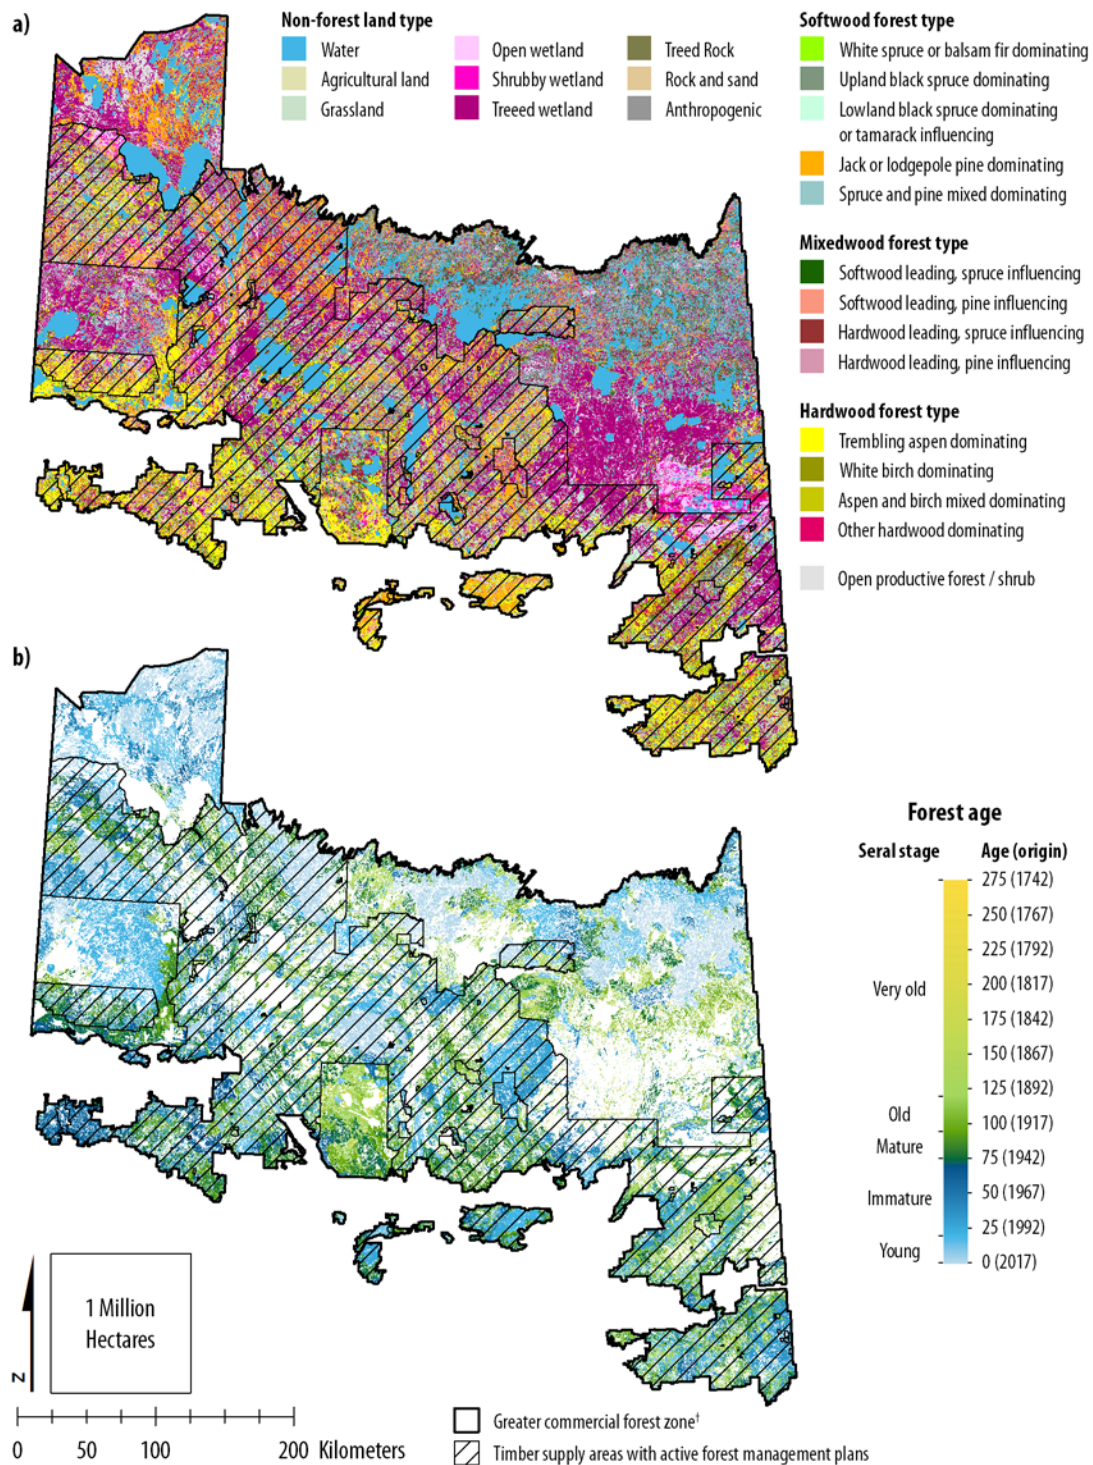 a)
Non-forest land type
Water
Agricultural land
Grassland
Open wetland
Shrubby wetland
Treeed wetland
Treed Rock
Rock and sand
Anthropogenic
Softwood forest type
White spruce or balsam fir dominating
Upland black spruce dominating
Lowland black spruce dominating
or tamarack influencing
Jack or lodgepole pine dominating
Spruce and pine mixed dominating
Mixedwood forest type
Softwood leading, spruce influencing
Softwood leading, pine influencing
Hardwood leading, spruce influencing
Hardwood leading, pine influencing
Hardwood forest type
Trembling aspen dominating
White birch dominating
Aspen and birch mixed dominating
Other hardwood dominating
Open productive forest / shrub
b)
Forest age
Seral stage Age (origin)
275 (1742)
250 (1767)
225 (1792)
Very old 200 (1817)
175 (1842)
150 (1867)
125 (1892)
Old 100 (1917)
Mature 75 (1942)
Immature 50 (1967)
25 (1992)
Young 0 (2017)
1 Million
Hectares
N
0 50 100 200 Kilometers
Greater commercial forest zone†
Timber supply areas with active forest management plans